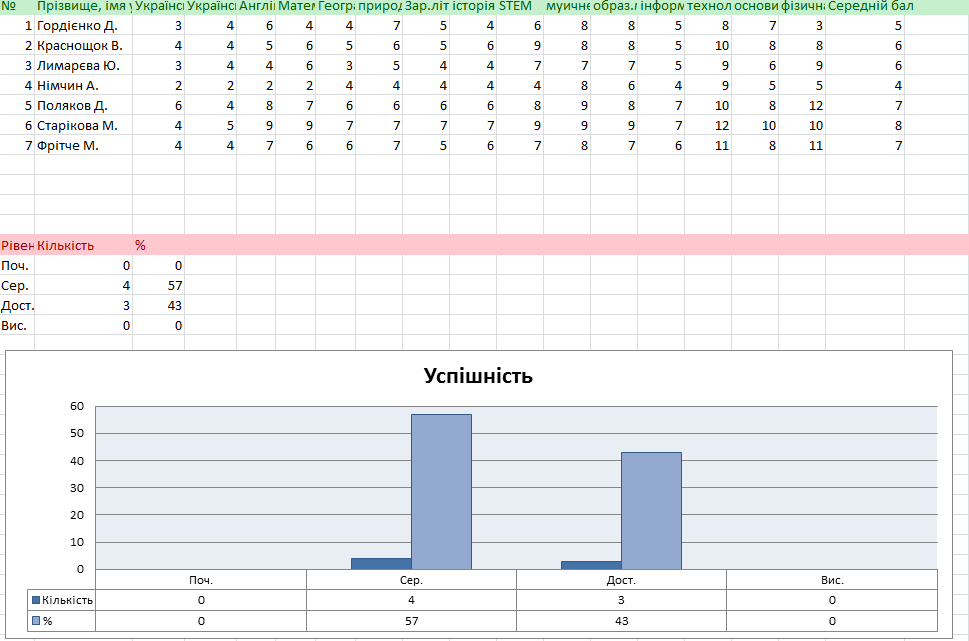 № Прізвище, ім'я Українс Українс Англі Матем Геогра природ Зар.літ історія STEM муичне образ.л інформ технол основи фізична Середній бал
1 Гордієнко Д. 3 4 6 4 4 7 5 4 6 8 8 5 8 7 3 5
2 Краснощок В. 4 4 5 6 5 6 5 6 9 8 8 5 10 8 8 6
3 Лимарєва Ю. 3 4 4 6 3 5 4 4 7 7 7 5 9 6 9 6
4 Німчин А. 2 2 2 2 4 4 4 4 4 8 6 4 9 5 5 4
5 Поляков Д. 6 4 8 7 6 6 6 6 8 9 8 7 10 8 12 7
6 Старікова М. 4 5 9 9 7 7 7 7 9 9 9 7 12 10 10 8
7 Фрітче М. 4 4 7 6 6 7 5 6 7 8 7 6 11 8 11 7
Рівен Кількість %
Поч. 0 0
Сер. 4 57
Дост. 3 43
Вис. 0 0
Успішність
60
50
40
30
20
10
0
Поч. Сер. Дост. Вис.
Кількість 0 4 3 0
% 0 57 43 0